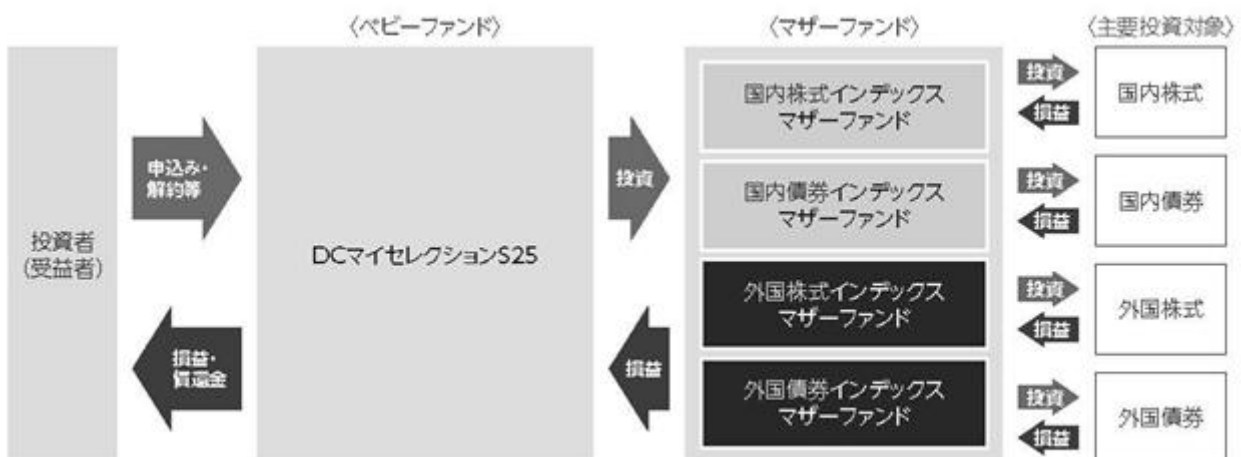 〈ベビーファンド〉
〈マザーファンド〉
〈主要投資対象〉
投資者
(受益者)
申込み・
解約等
損益・
償還金
DCマイセレクションS25
投資
損益
国内株式インデックス
マザーファンド
国内債券インデックス
マザーファンド
外国株式インデックス
マザーファンド
外国債券インデックス
マザーファンド
投資
損益
国内株式
投資
損益
国内債券
投資
損益
外国株式
投資
損益
外国債券